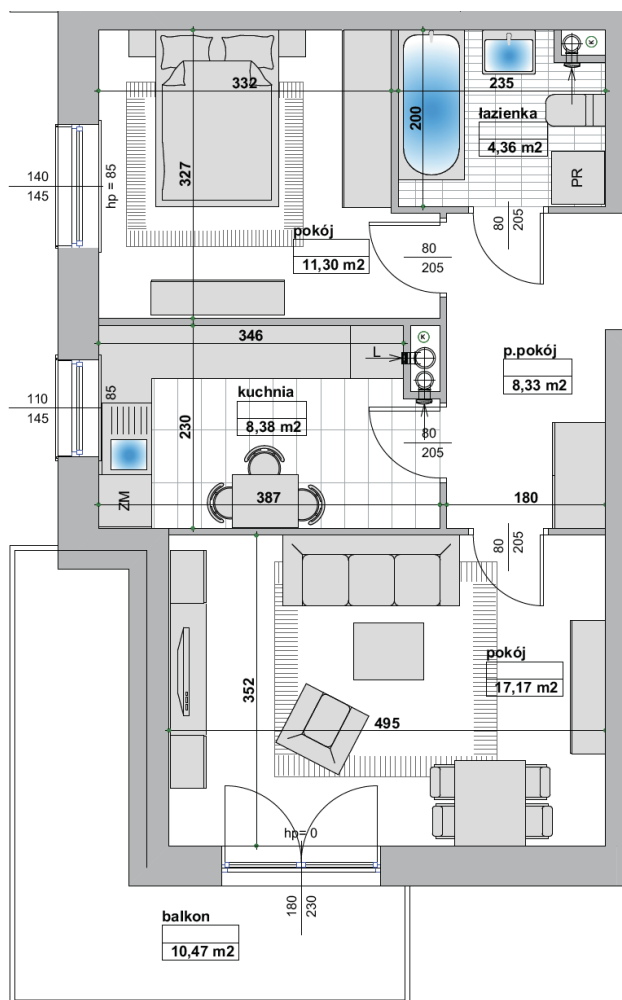 332
235
200
łazienka
4,36 m2
PR
K
140
145
hp = 85
327
pokój
11,30 m2
80
205
80
205
346
L
K
p.pokój
8,33 m2
110
145
85
kuchnia
8,38 m2
230
80
205
ZM
387
180
80
205
pokój
17,17 m2
352
495
hp= 0
180
230
balkon
10,47 m2